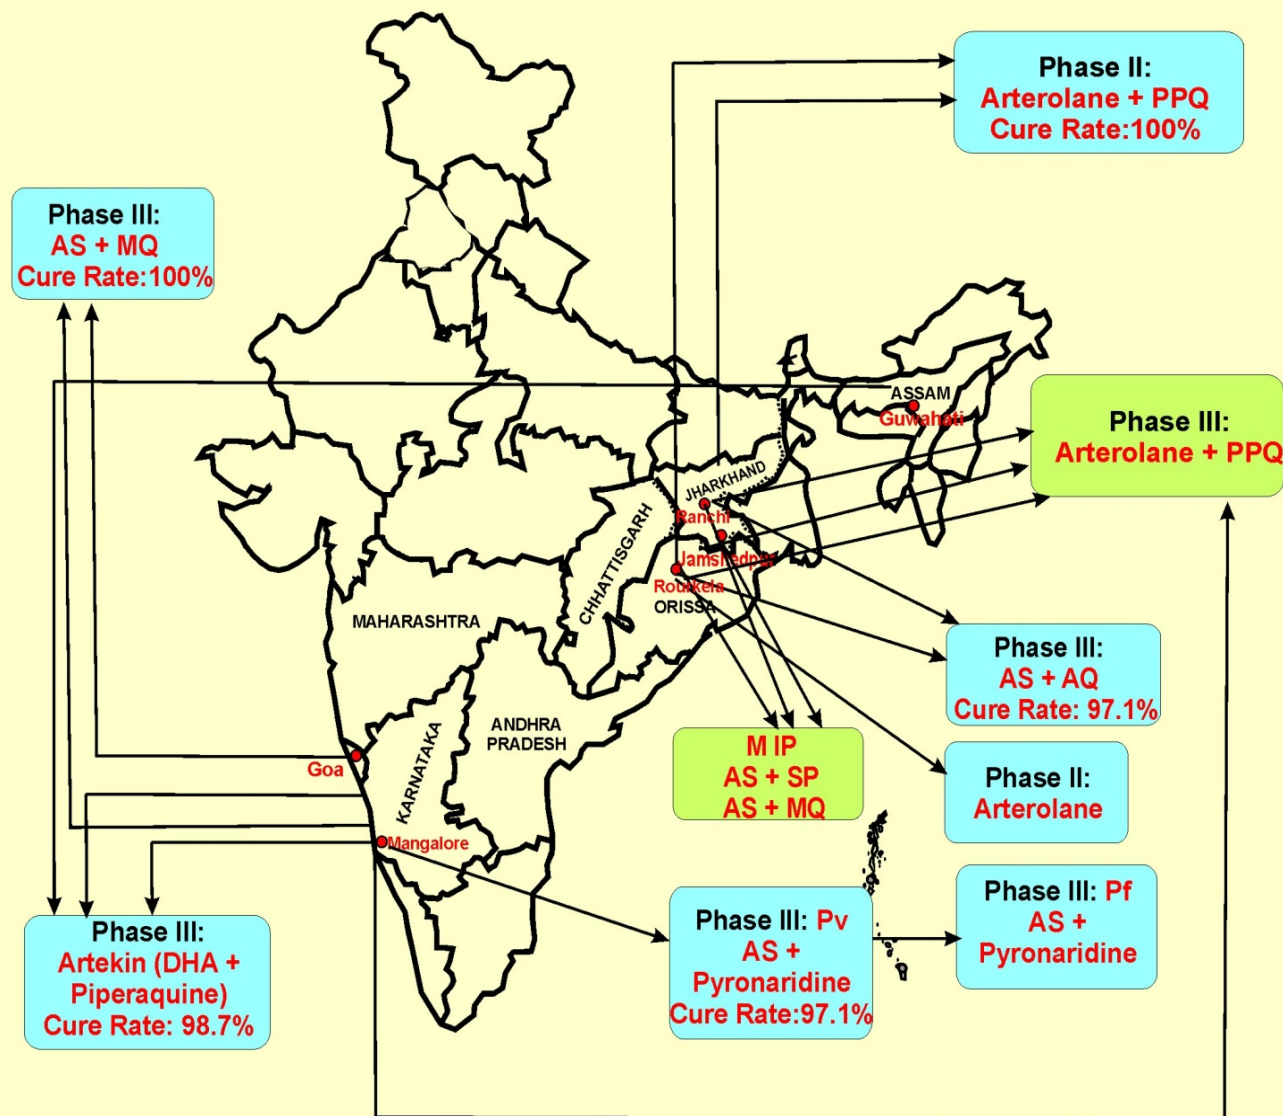 Phase II:
Arterolane + PPQ
Cure Rate:100%
Phase III:
AS + MQ
Cure Rate:100%
ASSAM
Guwahati
Phase III:
Arterolane + PPQ
JHARKHAND
Ranchi
Jamshedpur
Rourkela
ORISSA
CHHATTISGARH
MAHARASHTRA
Phase III:
AS + AQ
Cure Rate: 97.1%
ANDHRA
PRADESH
KARNATAKA
Goa
M IP
AS + SP
AS + MQ
Phase II:
Arterolane
Mangalore
Phase III: Pv
AS +
Pyronaridine
Cure Rate:97.1%
Phase III: Pf
AS +
Pyronaridine
Phase III:
Artekin (DHA +
Piperaquine)
Cure Rate: 98.7%